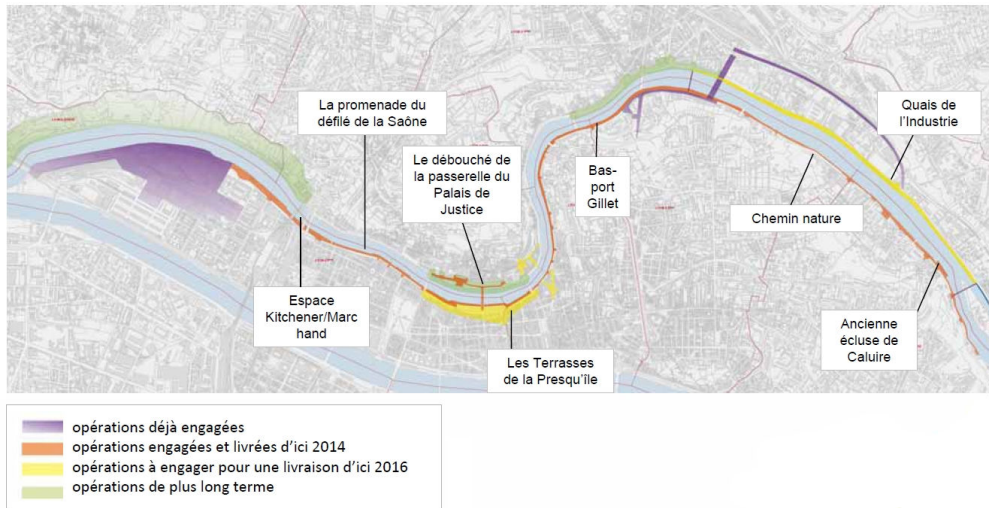 La promenade du
défilé de la Saône
Le débouché de
la passerelle du
Palais de
Justice
Bas-
port
Gillet
Quais de
l'Industrie
Chemin nature
Espace
Kitchener/Marc
hand
Les Terrasses
de la Presqu'île
Ancienne
écluse de
Caluire
opérations déjà engagées
opérations engagées et livrées d'ici 2014
opérations à engager pour une livraison d'ici 2016
opérations de plus long terme